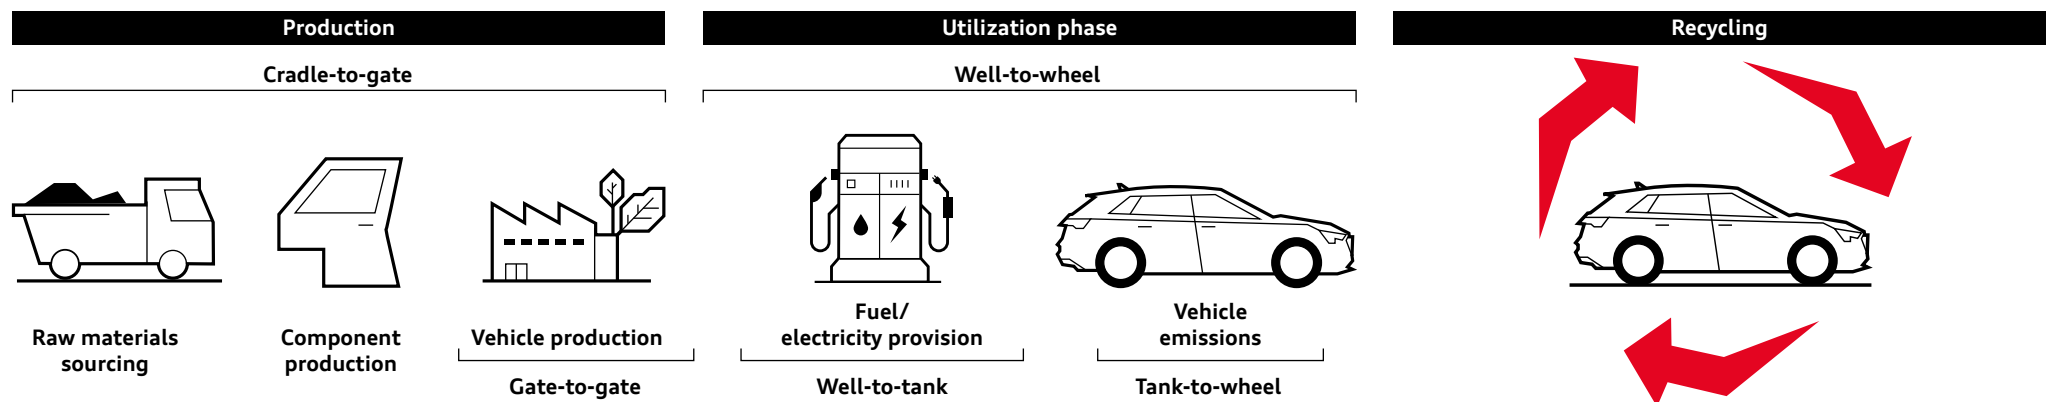 Production
Cradle-to-gate
Raw materials
sourcing
Component
production
Vehicle production
Gate-to-gate
Utilization phase
Well-to-wheel
Fuel/
electricity provision
Well-to-tank
Vehicle
emissions
Tank-to-wheel
Recycling